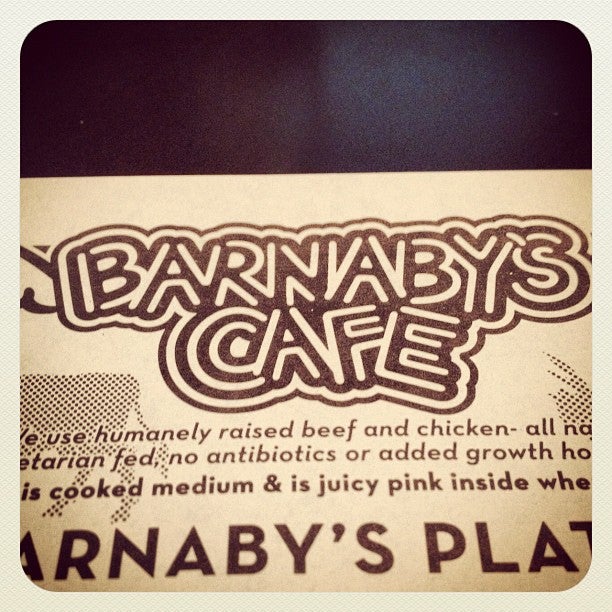 BARNABY'S
CAFE
e use humanely raised beef and chicken- all na
etarian fed, no antibiotics or added growth ho
is cooked medium & is juicy pink inside whe
ARNABY'S PLAT